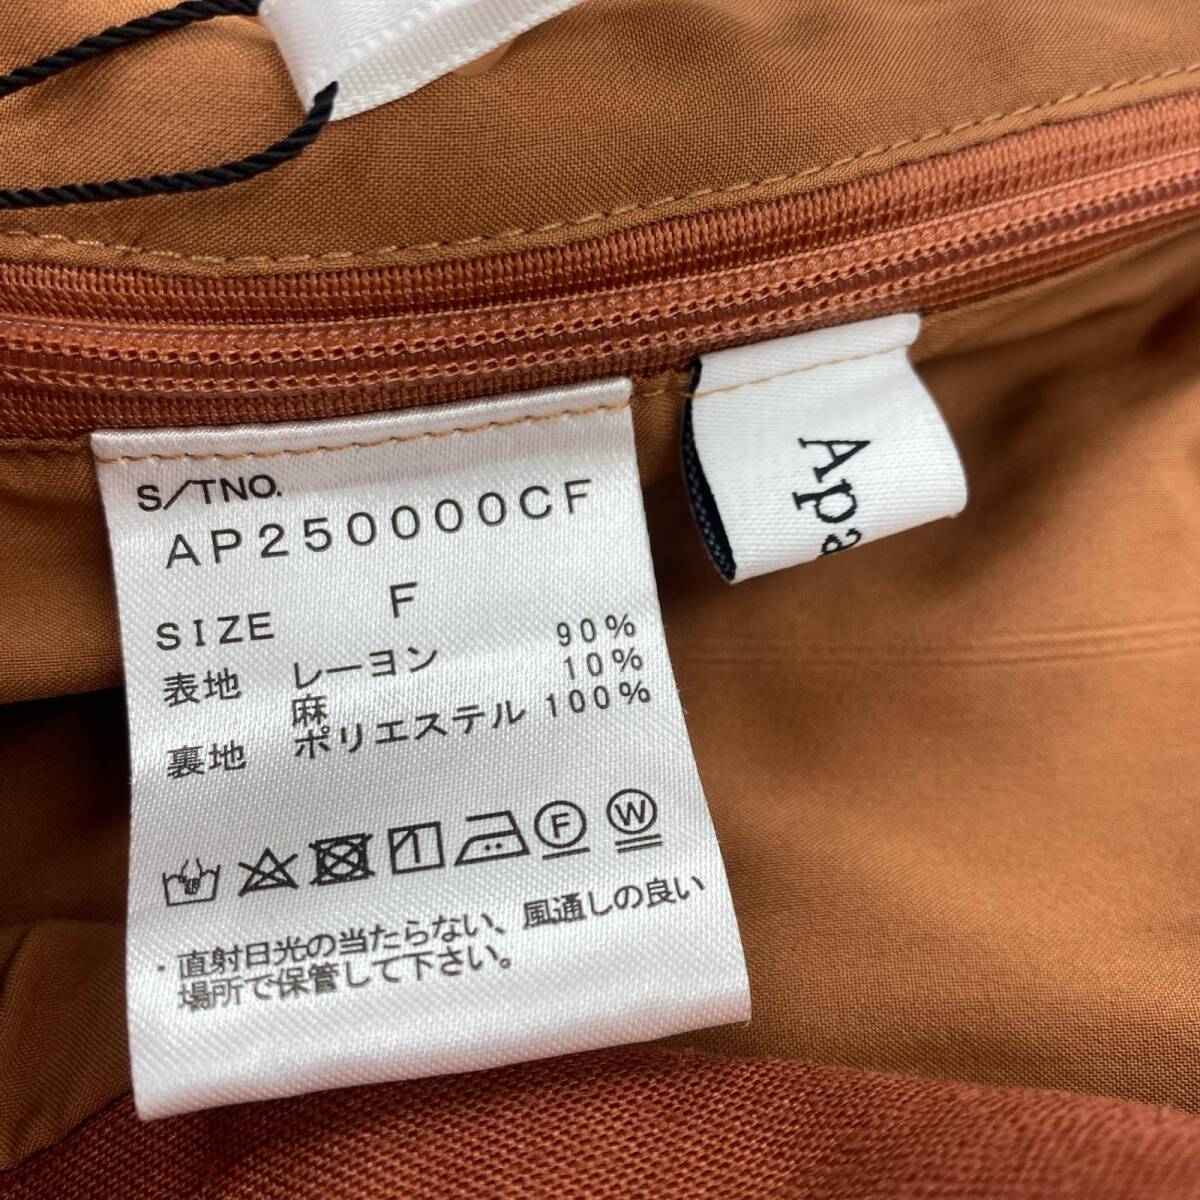 S/TNO.
AP250000CF
SIZE F
表地 レーヨン 90%
麻 10%
裏地 ポリエステル 100%
F W
・直射日光の当たらない、風通しの良い
場所で保管して下さい。
Apa